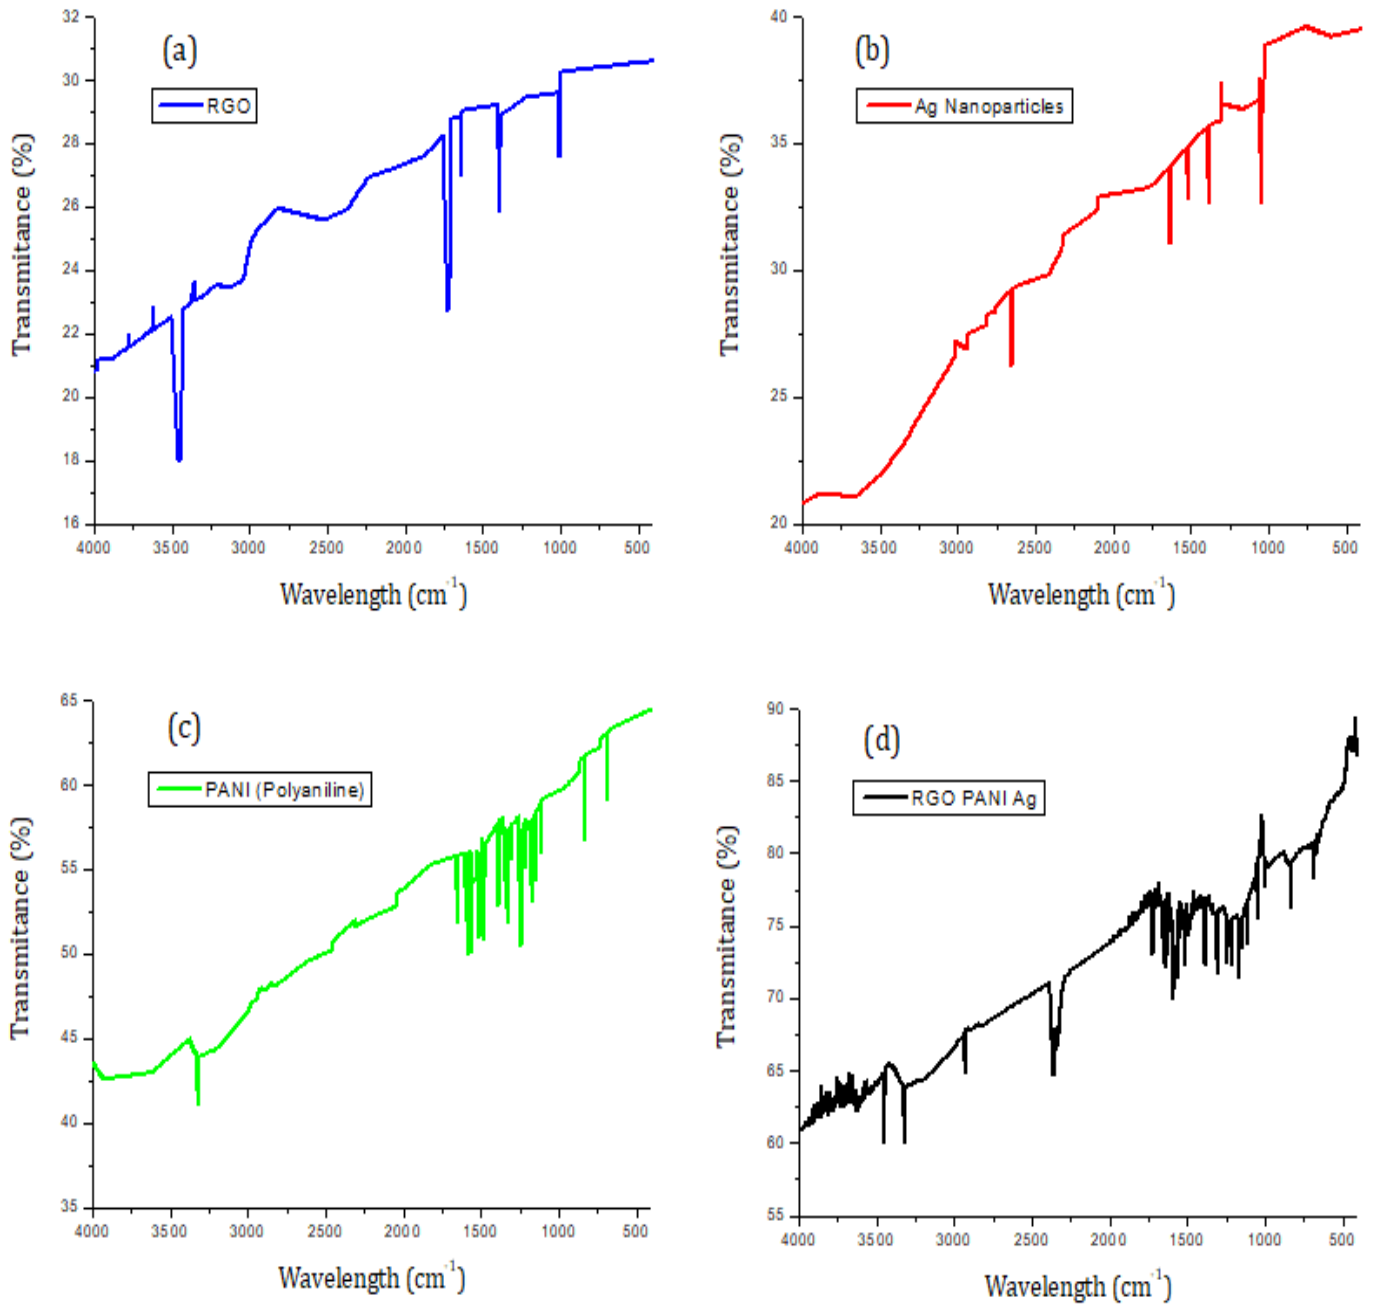 (a)
RGO
32
30
28
26
24
22
20
18
16
Transmitance (%)
4000 3500 3000 2500 2000 1500 1000 500
Wavelength (cm-1)
(b)
Ag Nanoparticles
40
35
30
25
20
Transmitance (%)
4000 3500 3000 2500 2000 1500 1000 500
Wavelength (cm-1)
(c)
PANI (Polyaniline)
65
60
55
50
45
40
35
Transmitance (%)
4000 3500 3000 2500 2000 1500 1000 500
Wavelength (cm-1)
(d)
RGO PANI Ag
90
85
80
75
70
65
60
55
Transmitance (%)
4000 3500 3000 2500 2000 1500 1000 500
Wavelength (cm-1)